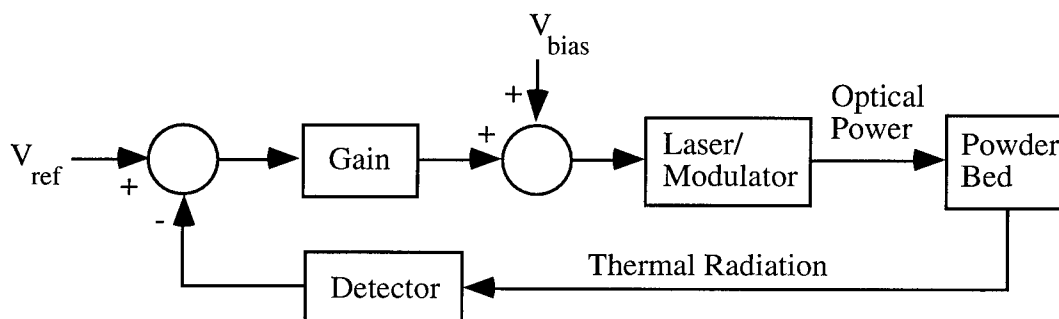 V
bias
+
Optical
Power
V
ref
+
Gain
+
Laser/
Modulator
Powder
Bed
-
Detector
Thermal Radiation